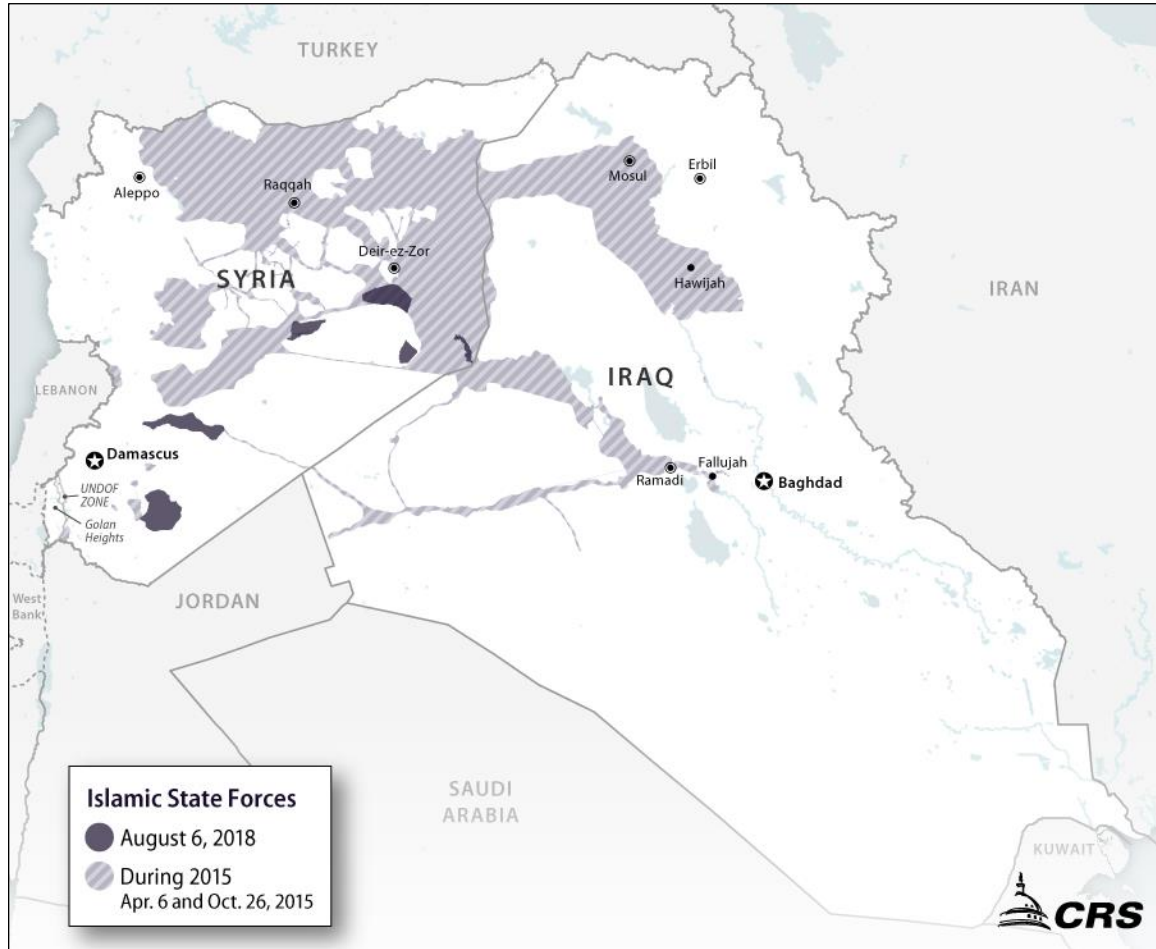 TURKEY
Aleppo
Raqqah
Mosul
Erbil
Deir-ez-Zor
SYRIA
Hawijah
IRAN
LEBANON
IRAQ
Damascus
Ramadi
Fallujah
Baghdad
UNDOF
ZONE
Golan
Heights
West
Bank
JORDAN
SAUDI
ARABIA
KUWAIT
Islamic State Forces
August 6, 2018
During 2015
Apr. 6 and Oct. 26, 2015
CRS